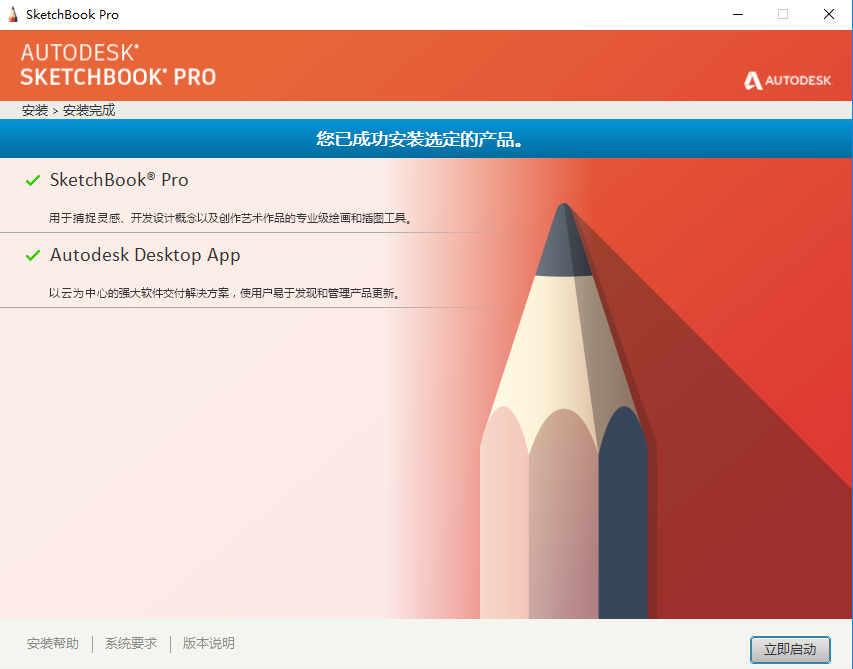 SketchBook Pro
AUTODESK®
SKETCHBOOK® PRO
AUTODESK
安装 > 安装完成
您已成功安装选定的产品。
SketchBook® Pro
用于捕捉灵感、开发设计概念以及创作艺术作品的专业级绘画和插图工具。
Autodesk Desktop App
以云为中心的强大软件交付解决方案，使用户易于发现和管理产品更新。
安装帮助 | 系统要求 | 版本说明
立即启动